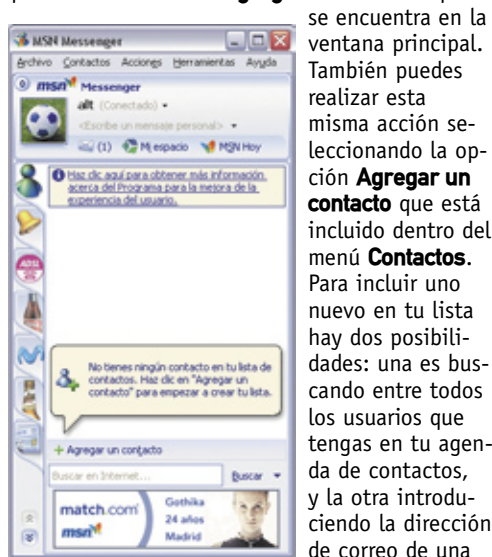 Agreg
se encuentra en la
ventana principal.
También puedes
realizar esta
misma acción se-
leccionando la op-
ción Agregar un
contacto que está
incluido dentro del
menú Contactos.
Para incluir uno
nuevo en tu lista
hay dos posibili-
dades: una es bus-
cando entre todos
los usuarios que
tengas en tu agen-
da de contactos,
y la otra introdu-
ciendo la dirección
de correo de una
MSN Messenger
Archivo Contactos Acciones Herramientas Ayuda
msn Messenger
alt (Conectado)
<Escribe un mensaje personal>
(1) Mi espacio MSN Hoy
Haz clic aquí para obtener más información
acerca del Programa para la mejora de la
experiencia del usuario.
ADSL
No tienes ningún contacto en tu lista de
contactos. Haz clic en "Agregar un
contacto" para empezar a crear tu lista.
+ Agregar un contacto
Buscar en Internet... Buscar
match.com
msn
Gothika
24 años
Madrid